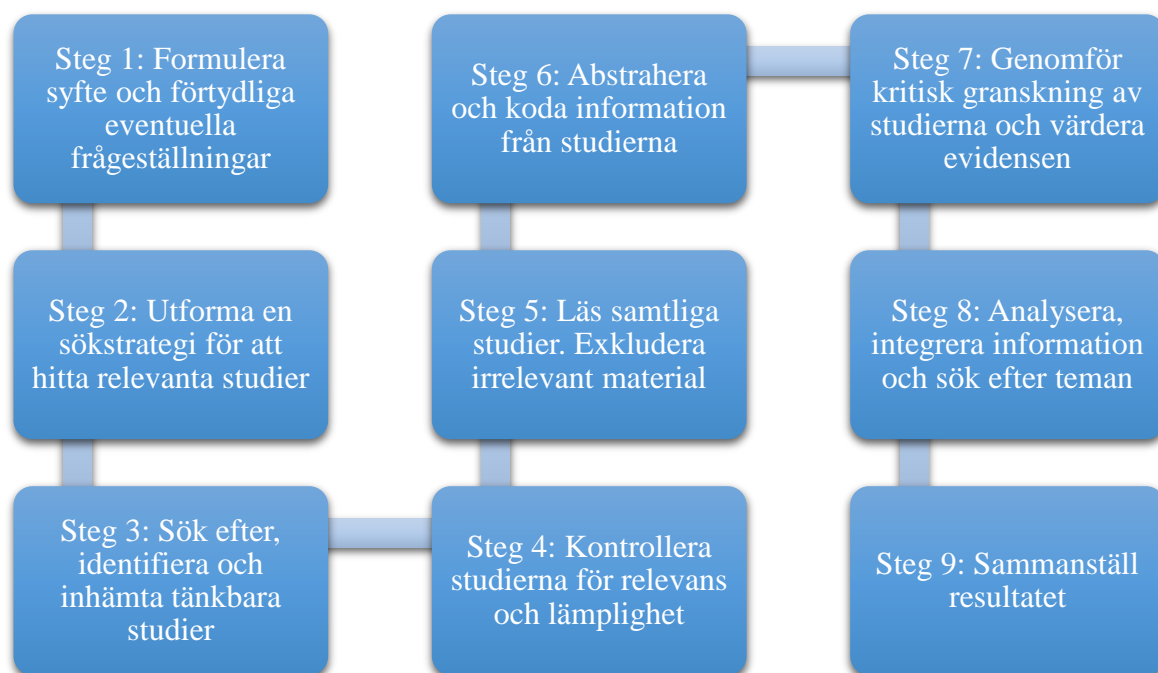 Steg 1: Formulera
syfte och förtydliga
eventuella
frågeställningar
Steg 2: Utforma en
sökstrategi för att
hitta relevanta studier
Steg 3: Sök efter,
identifiera och
inhämta tänkbara
studier
Steg 4: Kontrollera
studierna för relevans
och lämplighet
Steg 5: Läs samtliga
studier. Exkludera
irrelevant material
Steg 6: Abstrahera
och koda information
från studierna
Steg 7: Genomför
kritisk granskning av
studierna och värdera
evidensen
Steg 8: Analysera,
integrera information
och sök efter teman
Steg 9: Sammanställ
resultatet